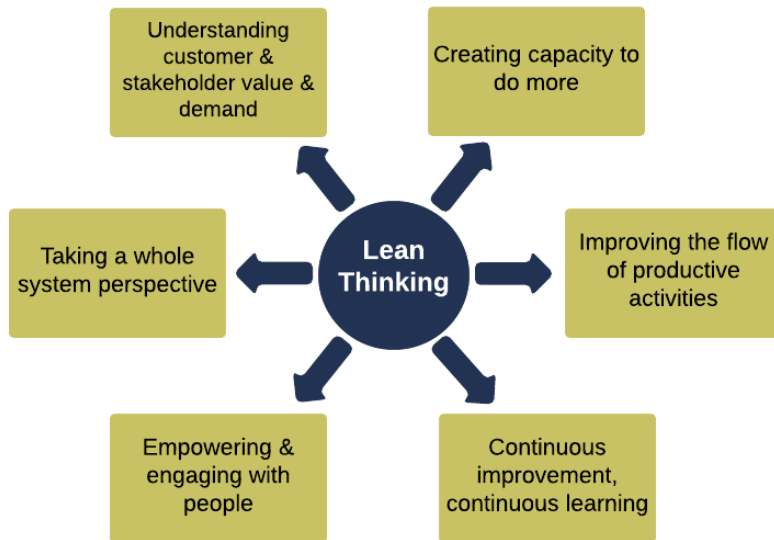 Understanding
customer &
stakeholder value &
demand
Creating capacity to
do more
Lean
Thinking
Taking a whole
system perspective
Improving the flow
of productive
activities
Empowering &
engaging with
people
Continuous
improvement,
continuous learning